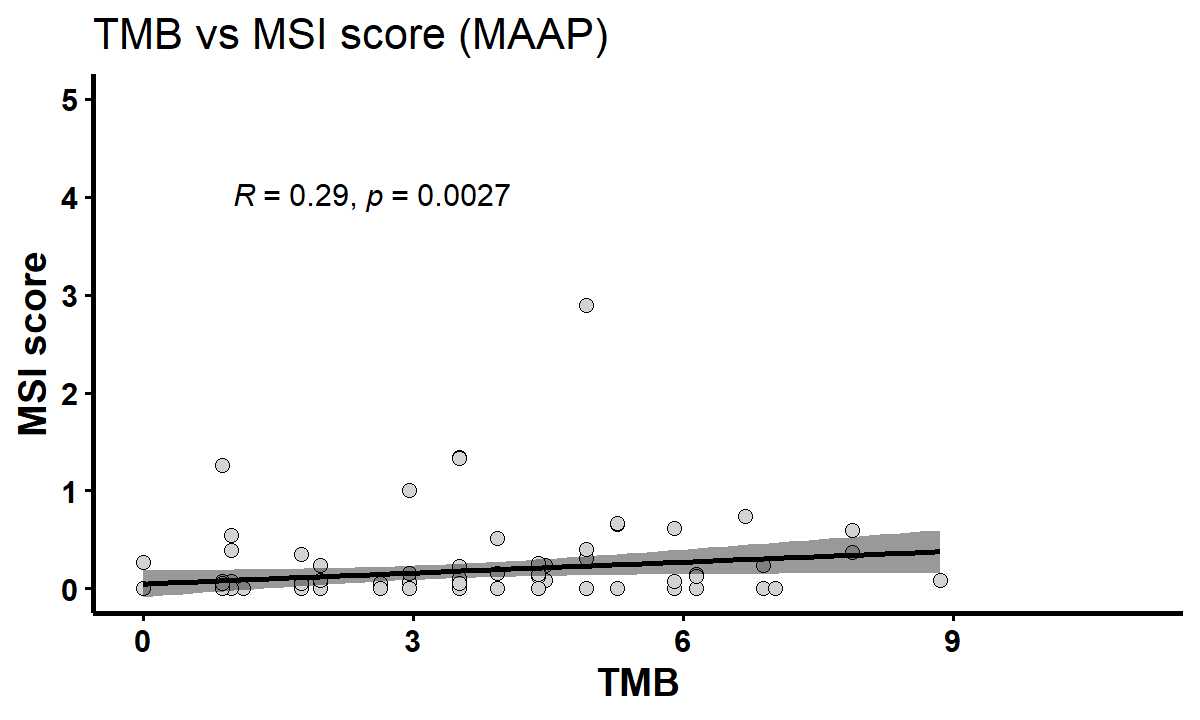 TMB vs MSI score (MAAP)
5
4
3
2
1
0
MSI score
R = 0.29, p = 0.0027
0 3 6 9
TMB